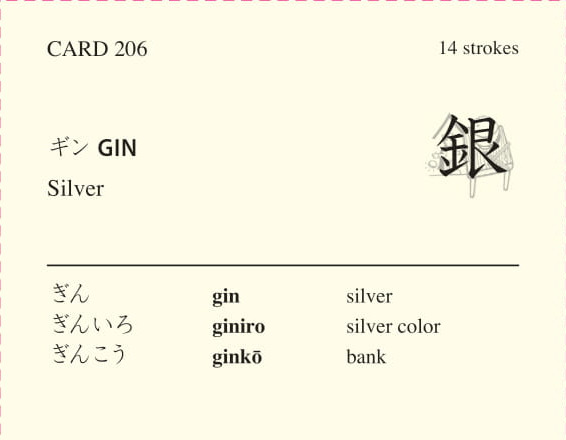 CARD 206
14 strokes
ギン GIN
銀
Silver
ぎん gin silver
ぎんいろ giniro silver color
ぎんこう ginkō bank